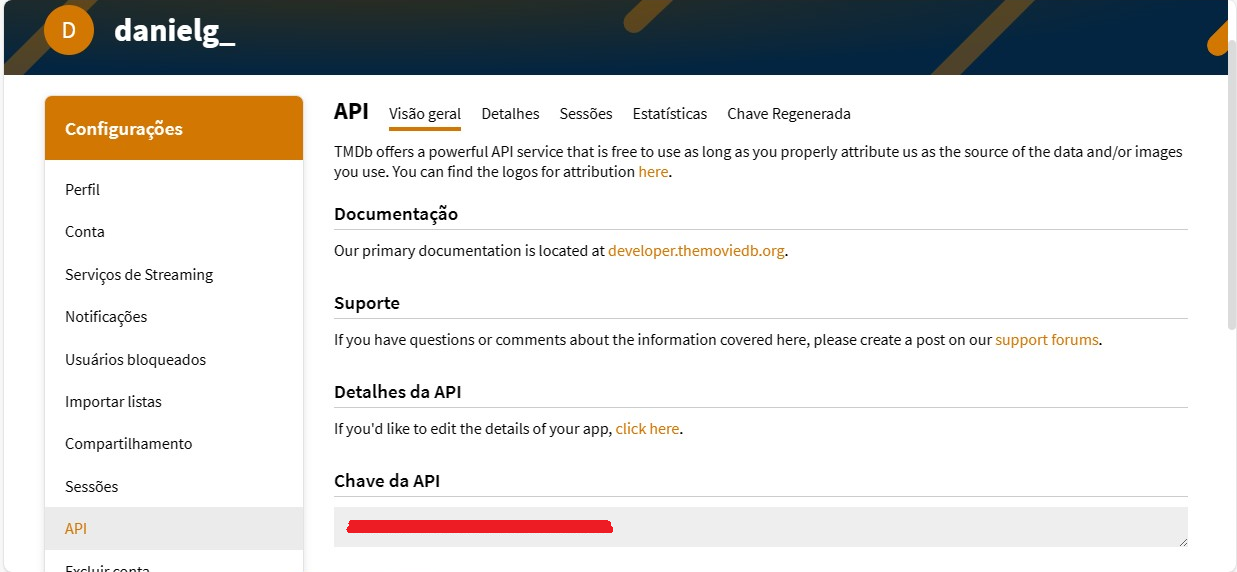 D
danielg_
Configurações
Perfil
Conta
Serviços de Streaming
Notificações
Usuários bloqueados
Importar listas
Compartilhamento
Sessões
API
Excluir conta
API Visão geral Detalhes Sessões Estatísticas Chave Regenerada
TMDb offers a powerful API service that is free to use as long as you properly attribute us as the source of the data and/or images
you use. You can find the logos for attribution here.
Documentação
Our primary documentation is located at developer.themoviedb.org.
Suporte
If you have questions or comments about the information covered here, please create a post on our support forums.
Detalhes da API
If you'd like to edit the details of your app, click here.
Chave da API